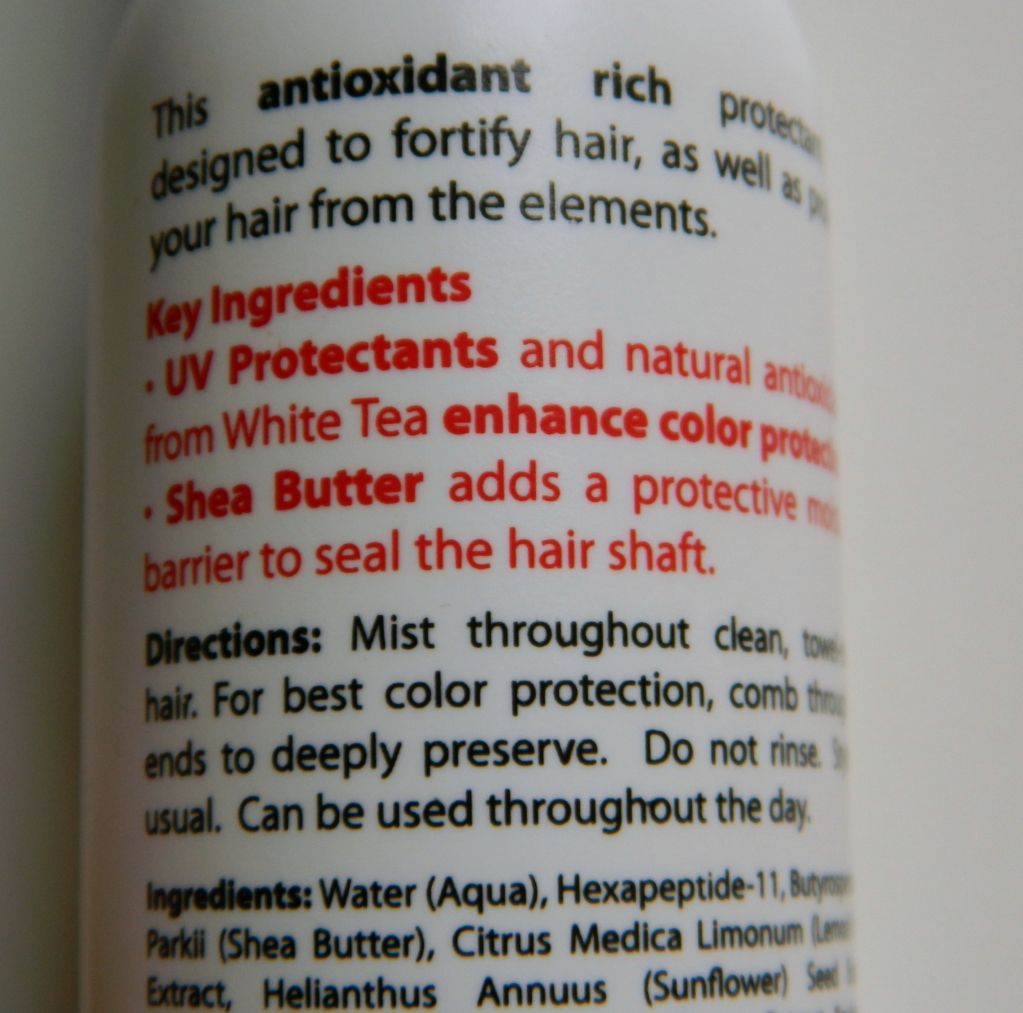 This antioxidant rich protectant
designed to fortify hair, as well as
your hair from the elements.
Key Ingredients
· UV Protectants and natural
from White Tea enhance color
· Shea Butter adds a protective
barrier to seal the hair shaft.
Directions: Mist throughout clean,
hair. For best color protection, comb
ends to deeply preserve. Do not rinse.
usual. Can be used throughout the day.
Ingredients: Water (Aqua), Hexapeptide-11,
Parkii (Shea Butter), Citrus Medica Limonum
Extract, Helianthus Annuus (Sunflower) Seed